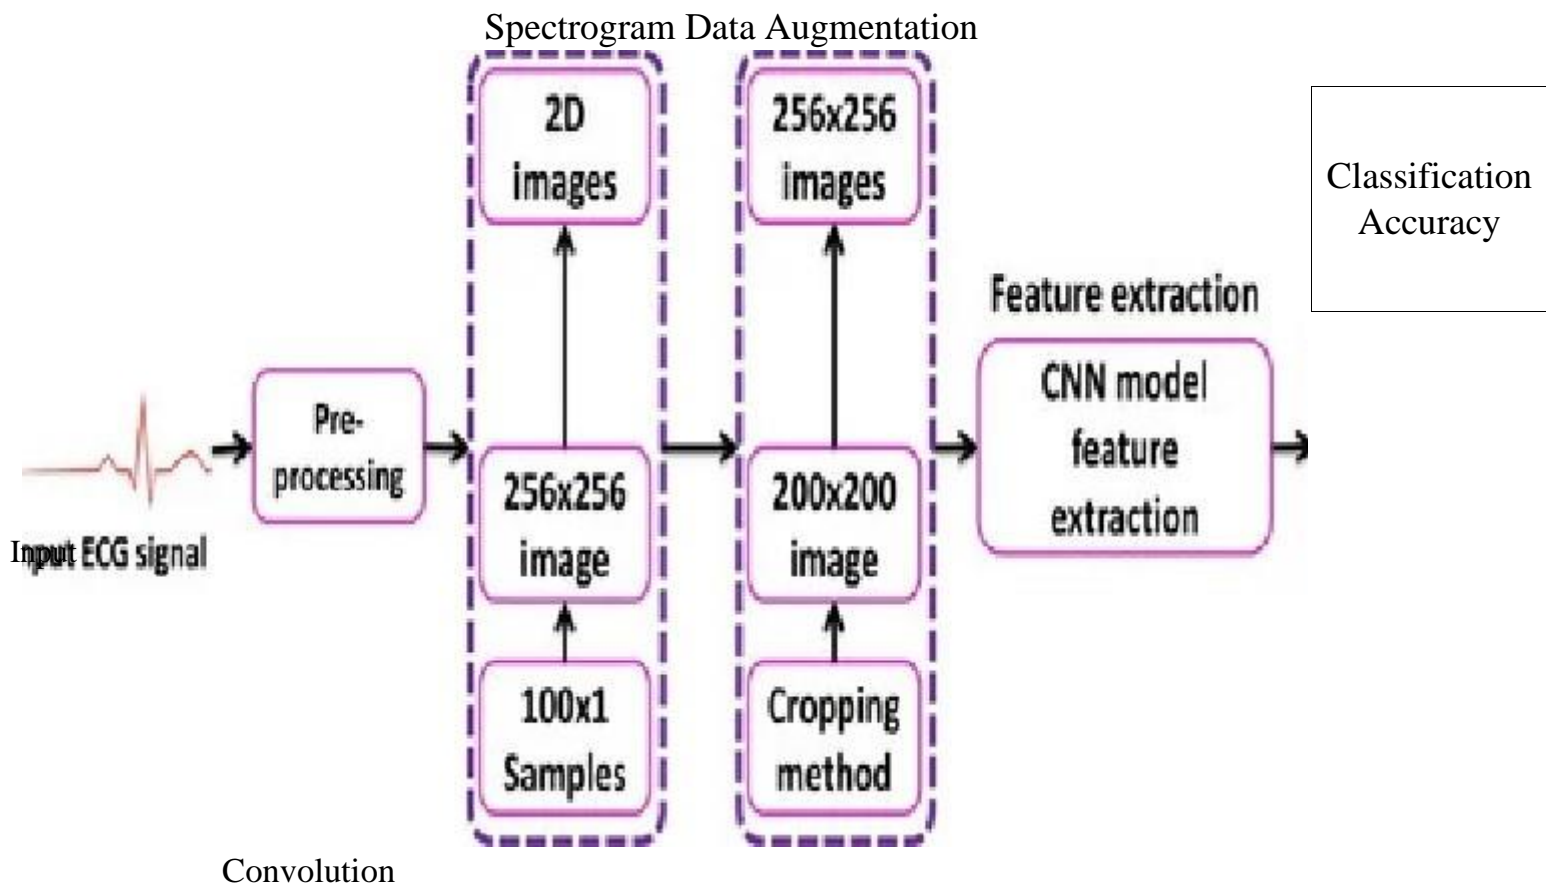 Spectrogram Data Augmentation
2D
images
256x256
image
100x1
Samples
256x256
images
200x200
image
Cropping
method
Pre-
processing
Input ECG signal
Feature extraction
CNN model
feature
extraction
Classification
Accuracy
Convolution